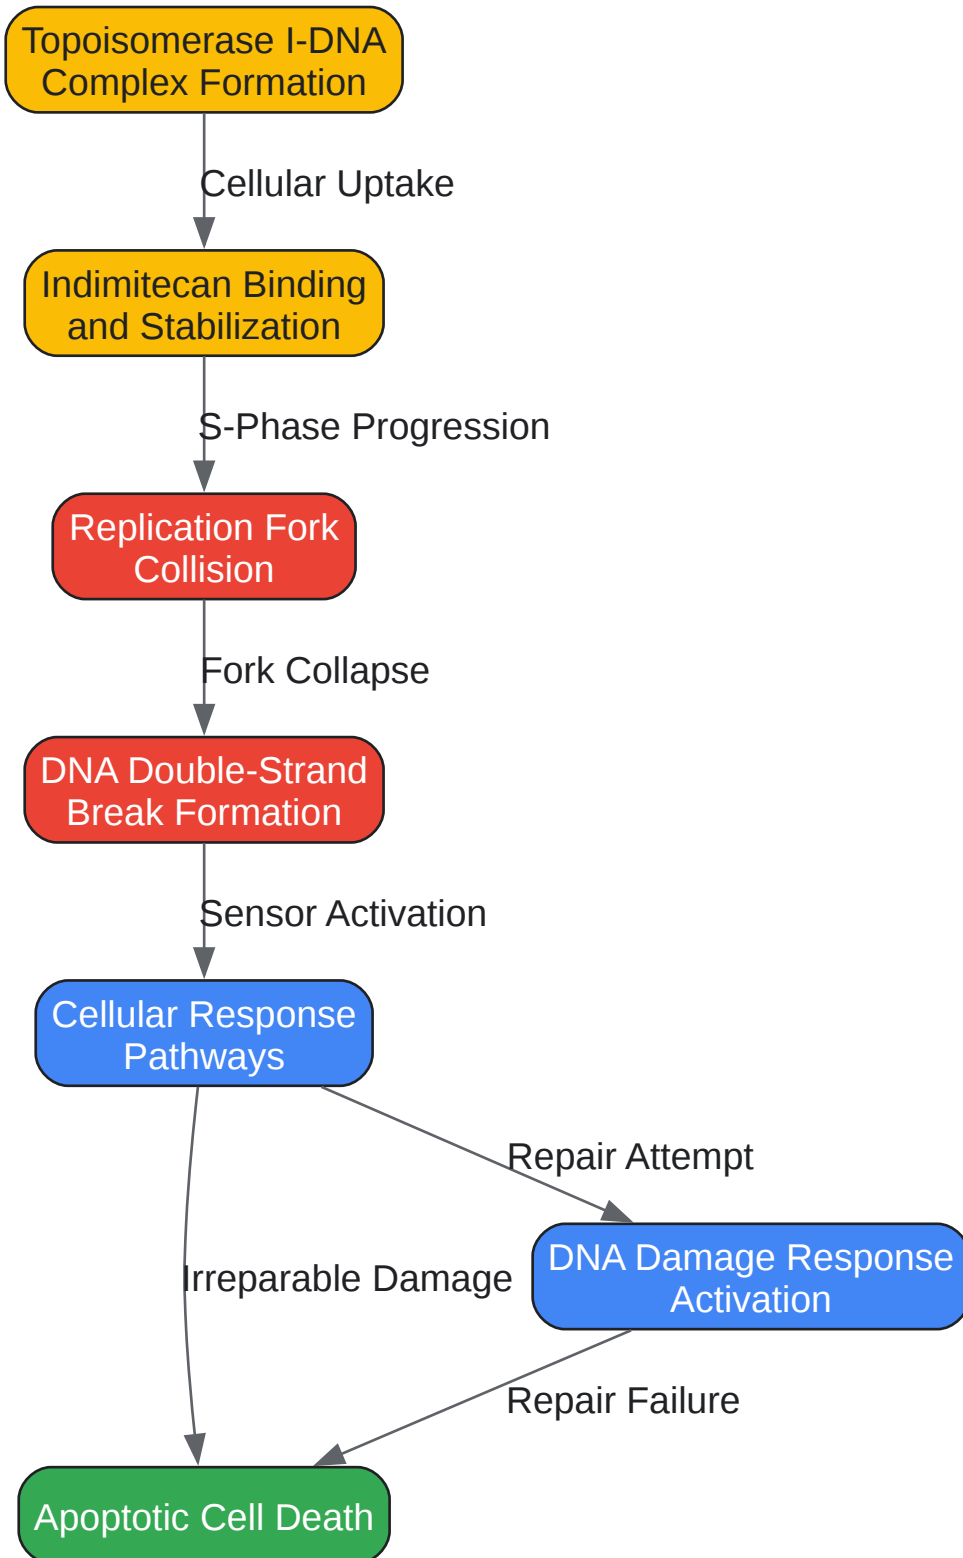 Topoisomerase I-DNA
Complex Formation
Cellular Uptake
Indimitecan Binding
and Stabilization
S-Phase Progression
Replication Fork
Collision
Fork Collapse
DNA Double-Strand
Break Formation
Sensor Activation
Cellular Response
Pathways
Repair Attempt
Irreparable Damage
DNA Damage Response
Activation
Repair Failure
Apoptotic Cell Death